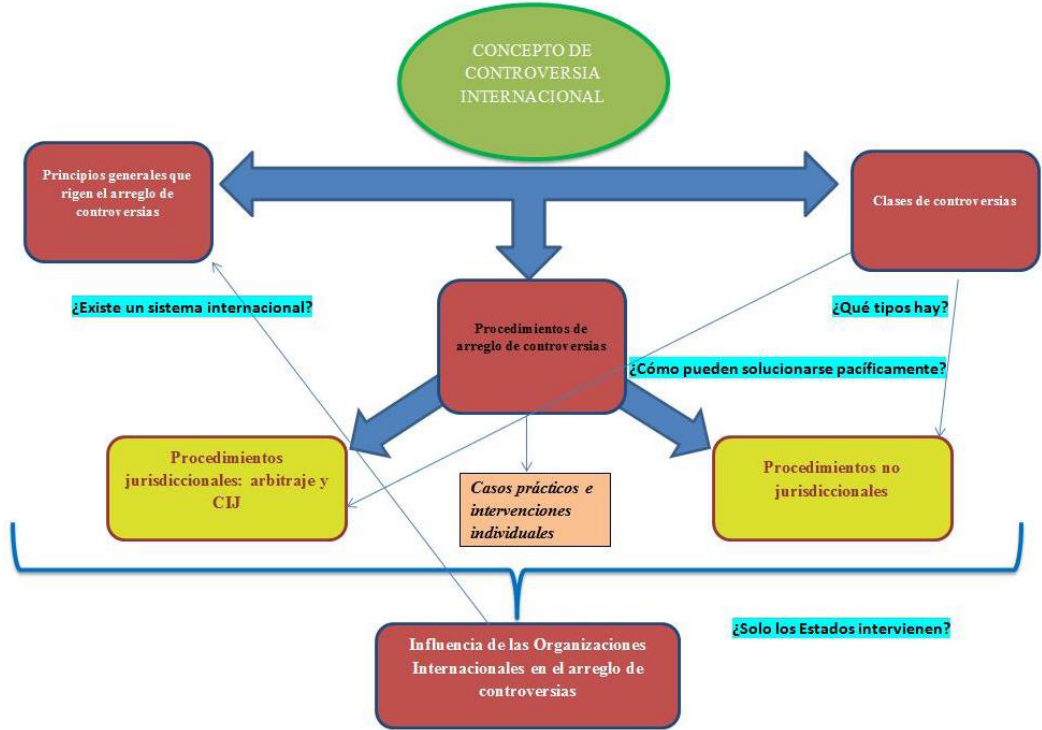 CONCEPTO DE
CONTROVERSIA
INTERNACIONAL
Principios generales que
rigen el arreglo de
controversias
Clases de controversias
¿Existe un sistema internacional?
¿Qué tipos hay?
Procedimientos de
arreglo de controversias
¿Cómo pueden solucionarse pacíficamente?
Procedimientos
jurisdiccionales: arbitraje y
CIJ
Casos prácticos e
intervenciones
individuales
Procedimientos no
jurisdiccionales
¿Solo los Estados intervienen?
Influencia de las Organizaciones
Internacionales en el arreglo de
controversias